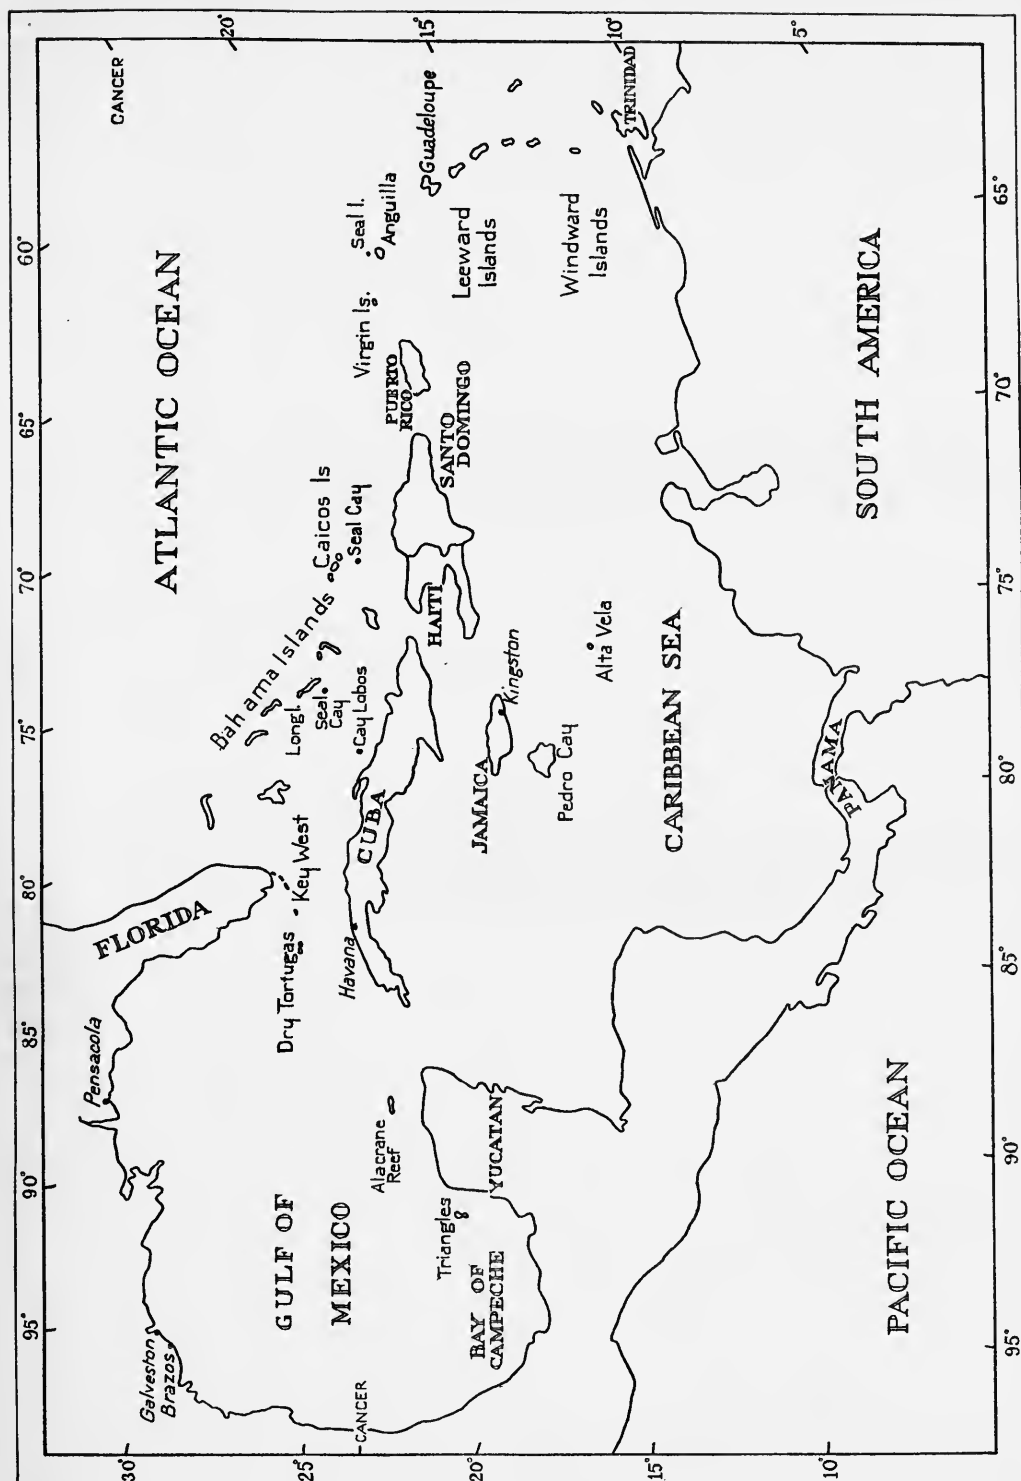 30°
25°
20°
15°
10°
95°
90°
85°
80°
75°
70°
65°
60°
CANCER
20°
15°
10°
5°
95°
90°
85°
80°
75°
70°
65°
Galveston
Brazos
CANCER
GULF OF
MEXICO
BAY OF
CAMPECHE
Triangles
Alacrane
Reef
YUCATAN
Pensacola
FLORIDA
Dry Tortugas
Key West
Havana
CUBA
Bahama Islands
Long I.
Seal
Cay
Cay Lobos
Caicos Is
Seal Cay
ATLANTIC OCEAN
HAITI
SANTO
DOMINGO
PUERTO
RICO
Virgin Is.
Seal I.
Anguilla
Guadeloupe
Leeward
Islands
Windward
Islands
TRINIDAD
JAMAICA
Kingston
Pedro Cay
Alta Vela
CARIBBEAN SEA
PANAMA
SOUTH AMERICA
PACIFIC OCEAN